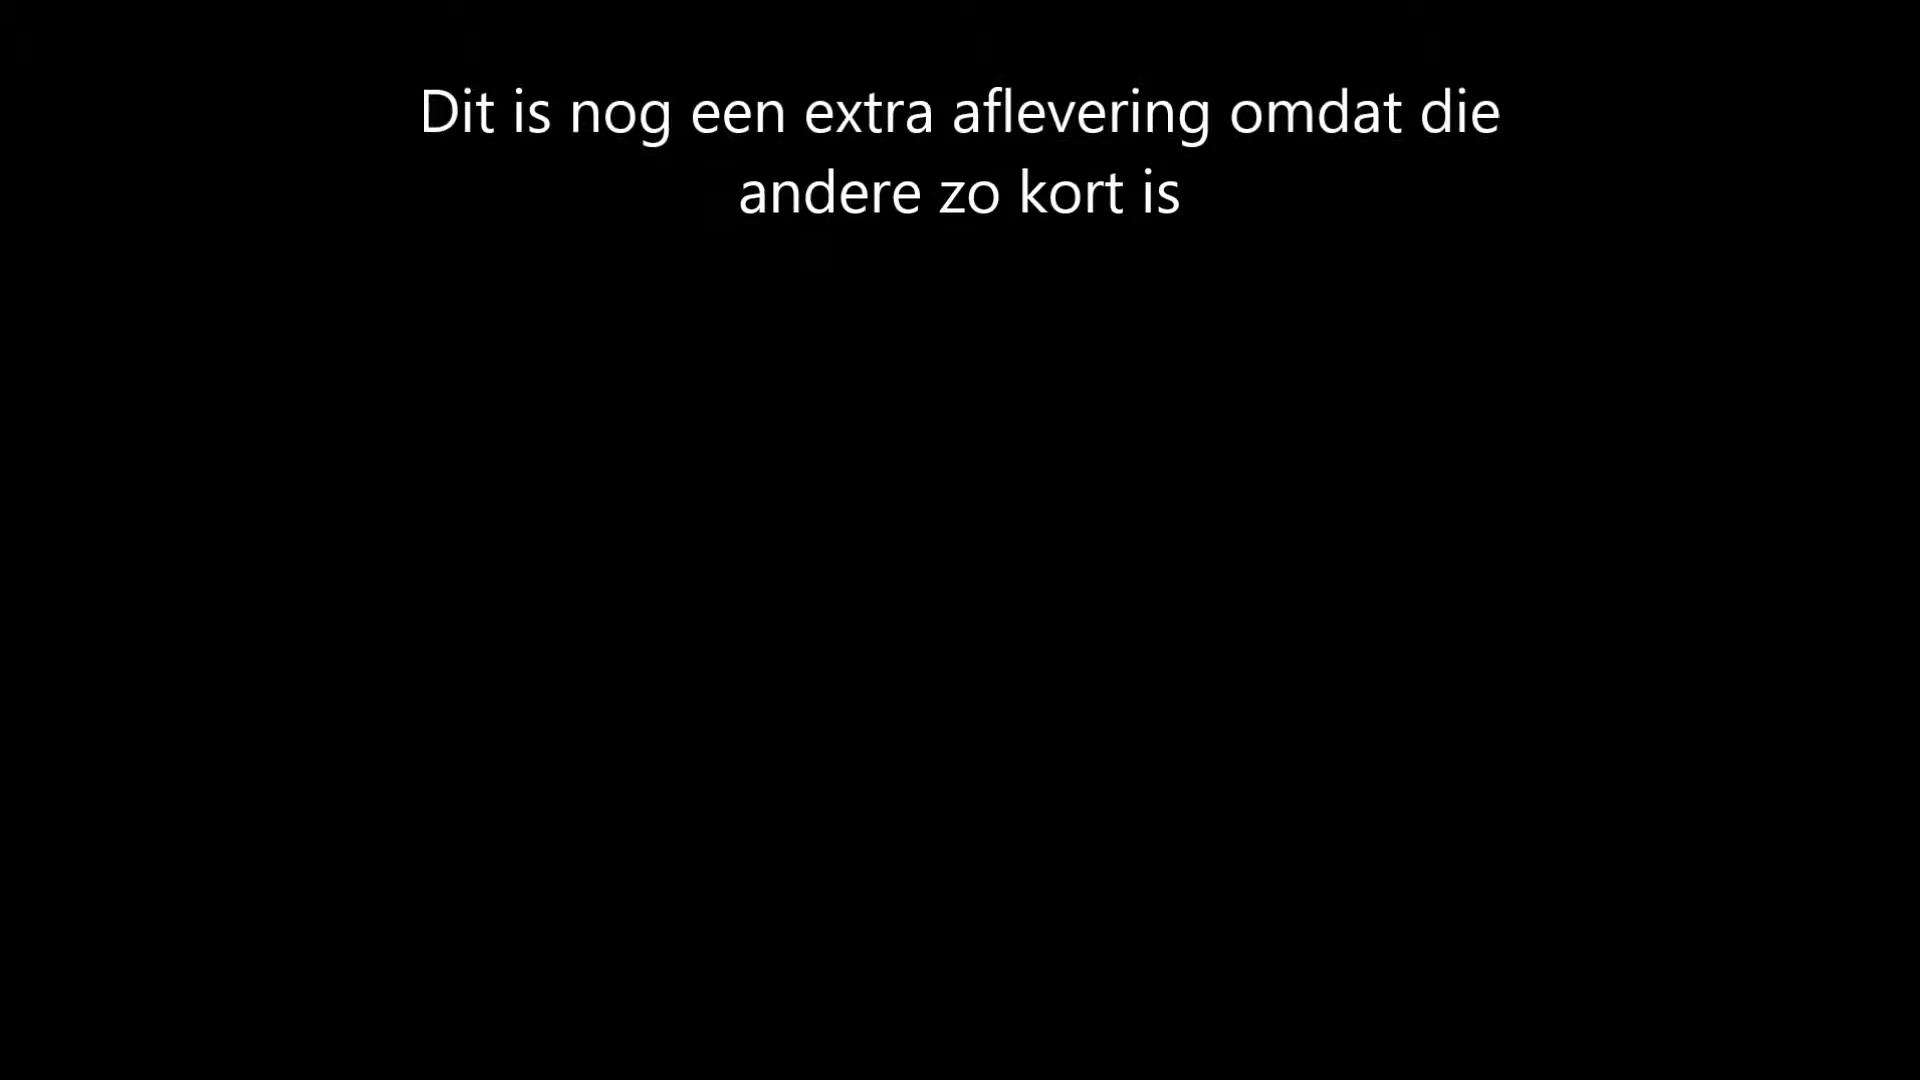 Dit is nog een extra aflevering omdat die
andere zo kort is